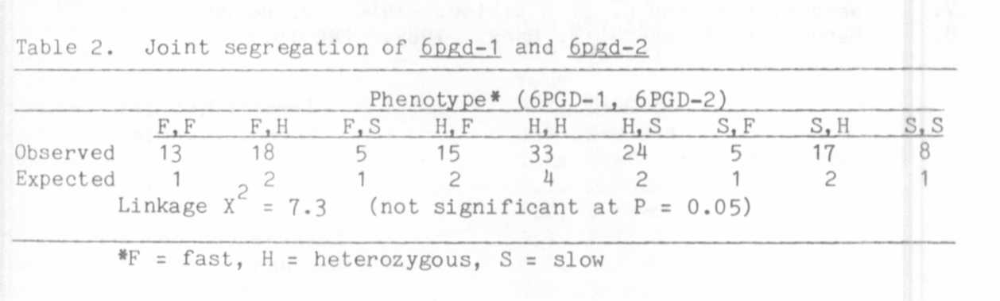 Table 2. Joint segregation of 6pgd-1 and 6pgd-2
Phenotype* (6PGD-1, 6PGD-2)
F,F F,H F,S H,F H,H H,S S,F S,H S,S
Observed 13 18 5 15 33 24 5 17 8
Expected 1 2 1 2 4 2 1 2 1
Linkage X² = 7.3 (not significant at P = 0.05)
*F = fast, H = heterozygous, S = slow